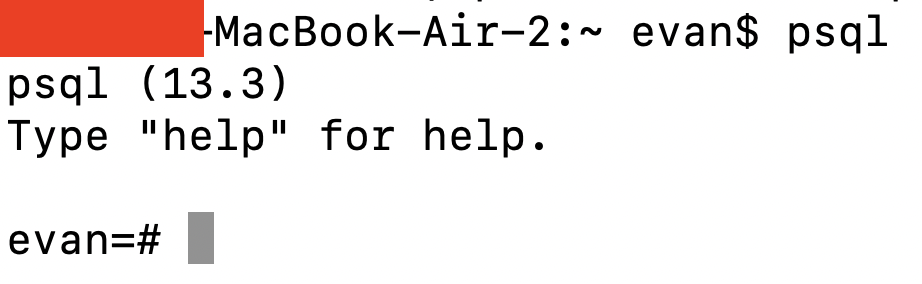 -MacBook-Air-2:~ evan$ psql
psql (13.3)
Type "help" for help.
evan=#